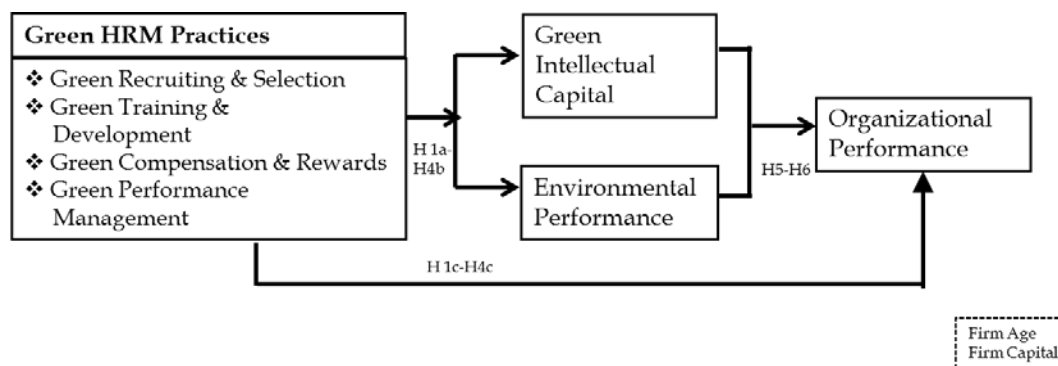 Green HRM Practices
❖ Green Recruiting & Selection
❖ Green Training &
Development
❖ Green Compensation & Rewards
❖ Green Performance
Management
H 1a-
H4b
Green
Intellectual
Capital
Environmental
Performance
H5-H6
Organizational
Performance
H 1c-H4c
Firm Age
Firm Capital